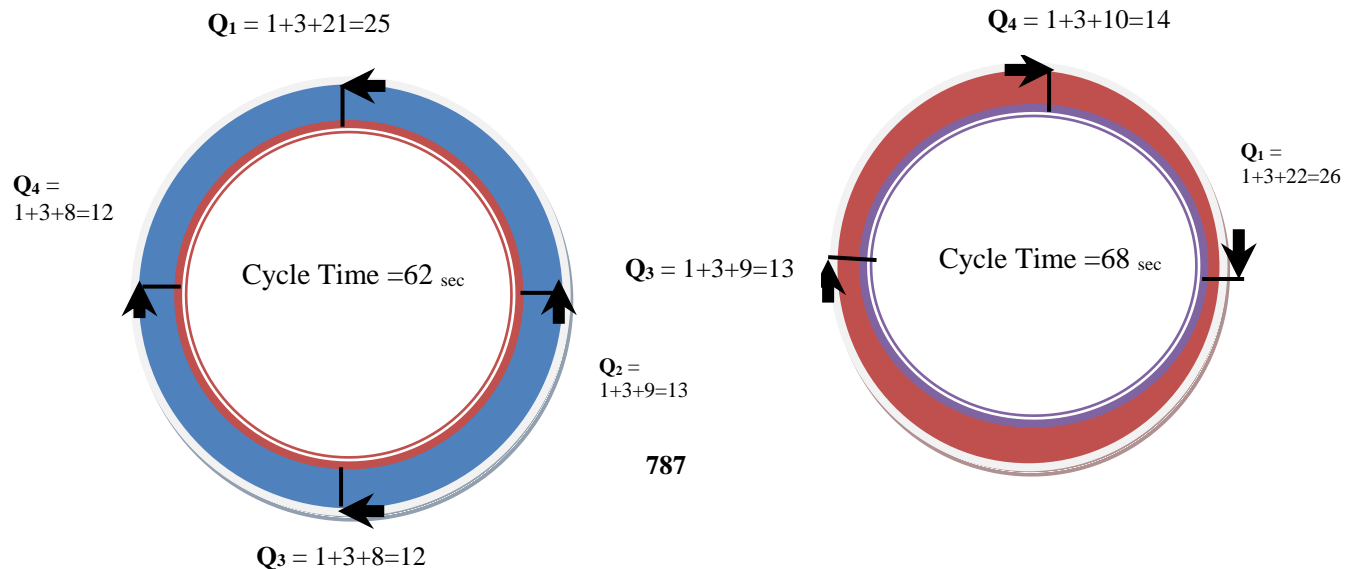 Q₁ = 1+3+21=25
Q₄ = 1+3+10=14
Q₁ =
1+3+22=26
Q₄ =
1+3+8=12
Cycle Time =62 sec
Q₃ = 1+3+9=13
Cycle Time =68 sec
Q₂ =
1+3+9=13
787
Q₃ = 1+3+8=12